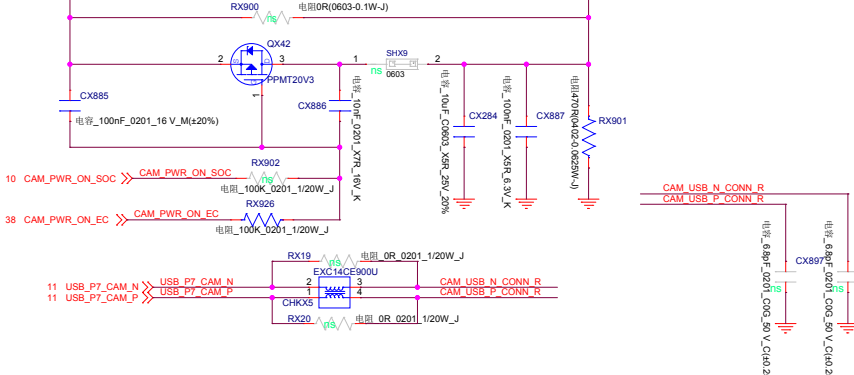 RX900
电阻0R(0603-0.1W-J)
ns
QX42
2
3
S
D
G
1
PPMT20V3
SHX9
1
2
ns
0603
CX885
电容_100nF_0201_16 V_M(±20%)
CX886
电容_10nF_0201_X7R_16V_K
电容_10uF_C0603_X5R_25V_20%
CX284
电容_100nF_0201_X5R_6.3V_K
CX887
电阻470R(0402-0.0625W-J)
RX901
RX902
10 CAM_PWR_ON_SOC
CAM_PWR_ON_SOC
ns
电阻_100K_0201_1/20W_J
RX926
38 CAM_PWR_ON_EC
CAM_PWR_ON_EC
电阻_100K_0201_1/20W_J
CAM_USB_N_CONN_R
CAM_USB_P_CONN_R
RX19
电阻_0R_0201_1/20W_J
ns
EXC14CE900U
11 USB_P7_CAM_N
USB_P7_CAM_N
2
3
CAM_USB_N_CONN_R
11 USB_P7_CAM_P
USB_P7_CAM_P
1
4
CAM_USB_P_CONN_R
CHKX5
RX20
ns
电阻_0R_0201_1/20W_J
电容_6.8pF_0201_C0G_50 V_C(±0.2
CX897
ns
电容_6.8pF_0201_C0G_50 V_C(±0.2
ns